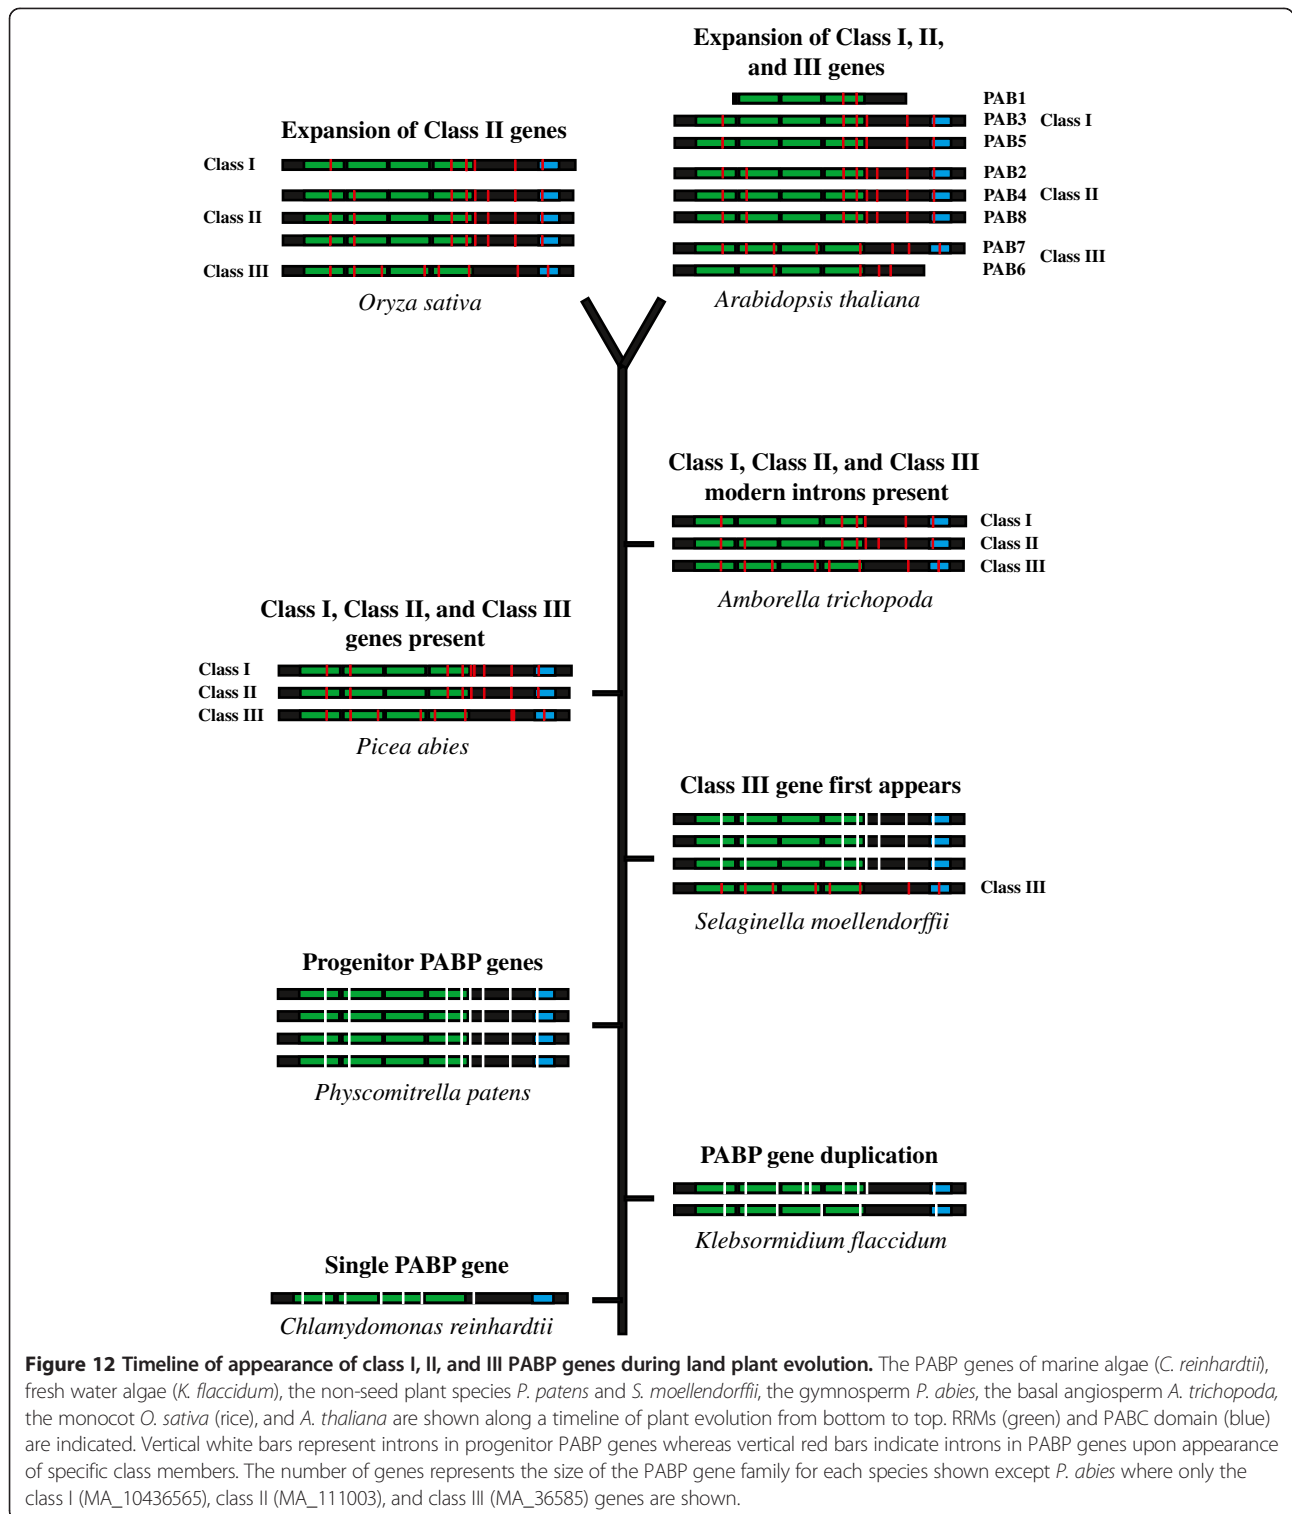 Expansion of Class I, II,
and III genes
PAB1
PAB3 Class I
PAB5
PAB2
PAB4 Class II
PAB8
PAB7
Class III
PAB6
Arabidopsis thaliana
Expansion of Class II genes
Class I
Class II
Class III
Oryza sativa
Class I, Class II, and Class III
modern introns present
Class I
Class II
Class III
Amborella trichopoda
Class I, Class II, and Class III
genes present
Class I
Class II
Class III
Picea abies
Class III gene first appears
Class III
Selaginella moellendorffii
Progenitor PABP genes
Physcomitrella patens
PABP gene duplication
Klebsormidium flaccidum
Single PABP gene
Chlamydomonas reinhardtii
Figure 12 Timeline of appearance of class I, II, and III PABP genes during land plant evolution. The PABP genes of marine algae (C. reinhardtii),
fresh water algae (K. flaccidum), the non-seed plant species P. patens and S. moellendorffii, the gymnosperm P. abies, the basal angiosperm A. trichopoda,
the monocot O. sativa (rice), and A. thaliana are shown along a timeline of plant evolution from bottom to top. RRMs (green) and PABC domain (blue)
are indicated. Vertical white bars represent introns in progenitor PABP genes whereas vertical red bars indicate introns in PABP genes upon appearance
of specific class members. The number of genes represents the size of the PABP gene family for each species shown except P. abies where only the
class I (MA_10436565), class II (MA_111003), and class III (MA_36585) genes are shown.